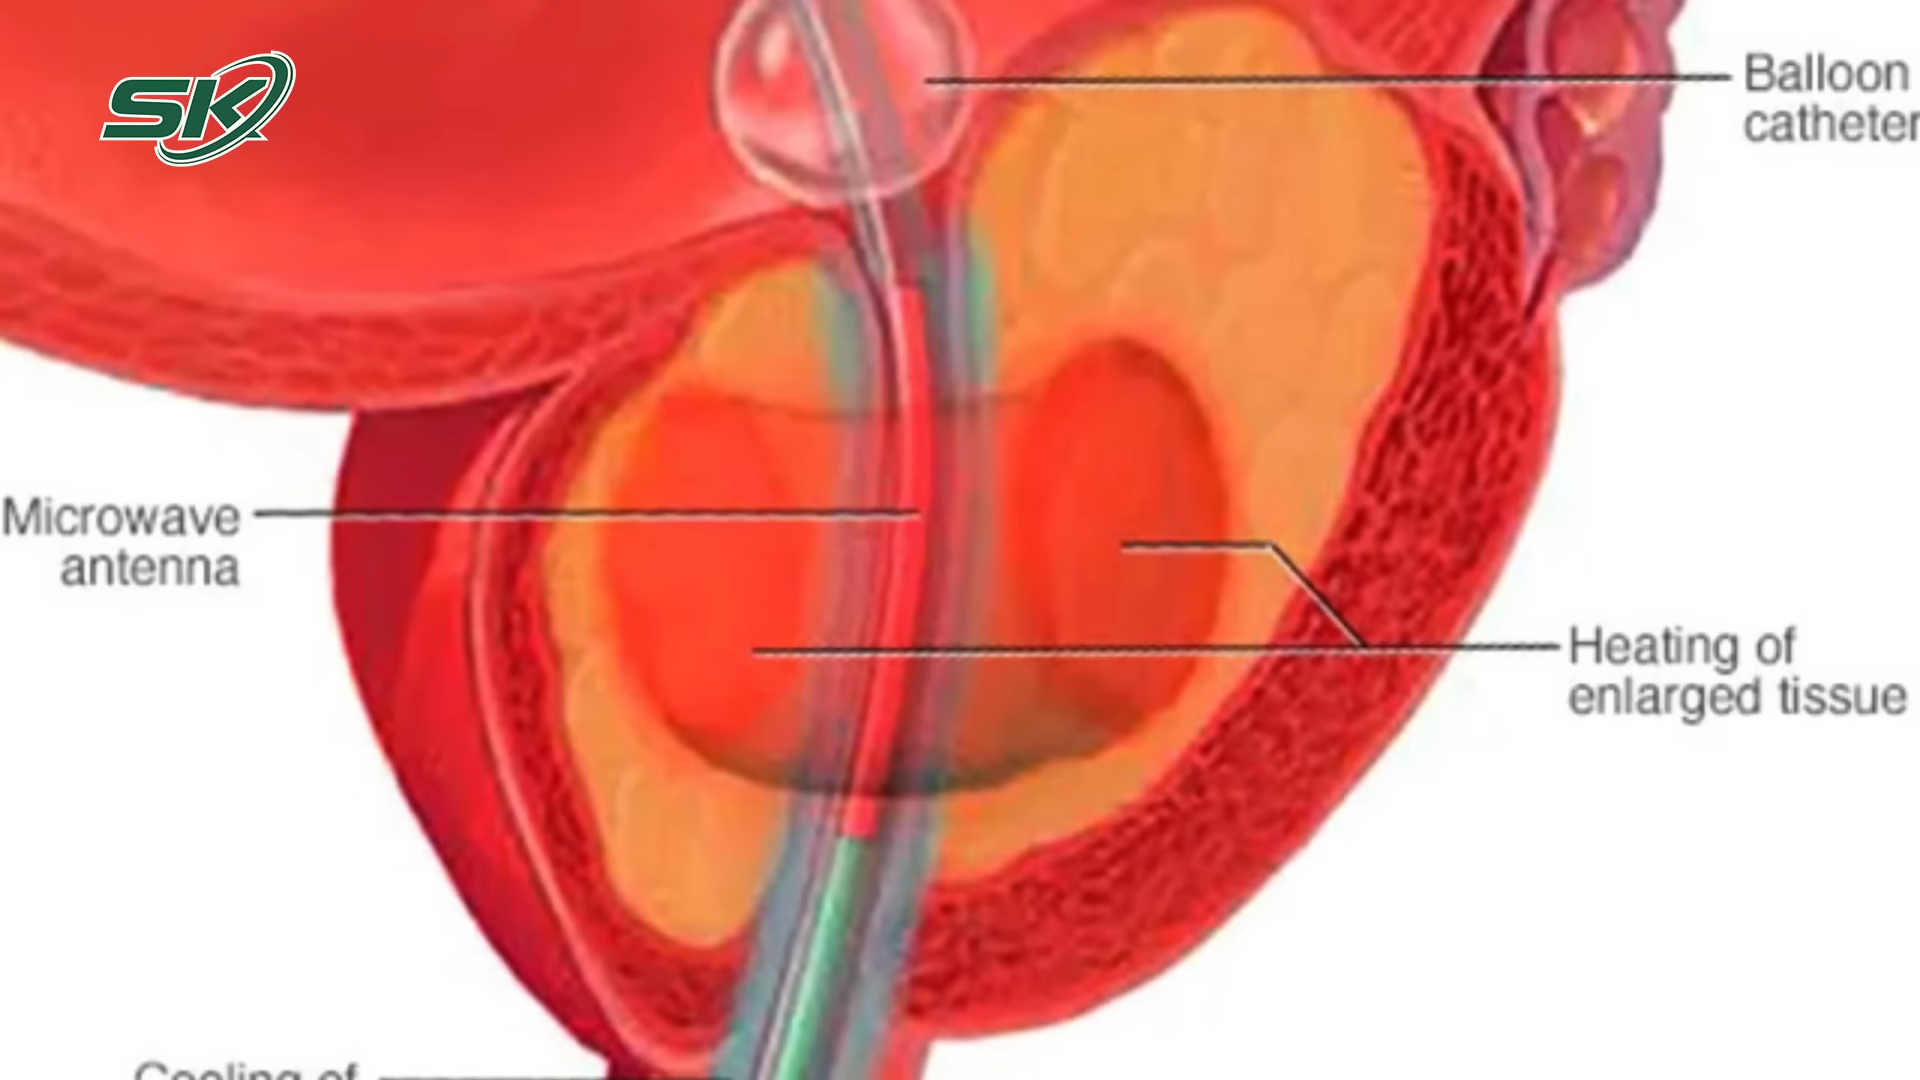 SK
Balloon
catheter
Microwave
antenna
Heating of
enlarged tissue
Cooling of